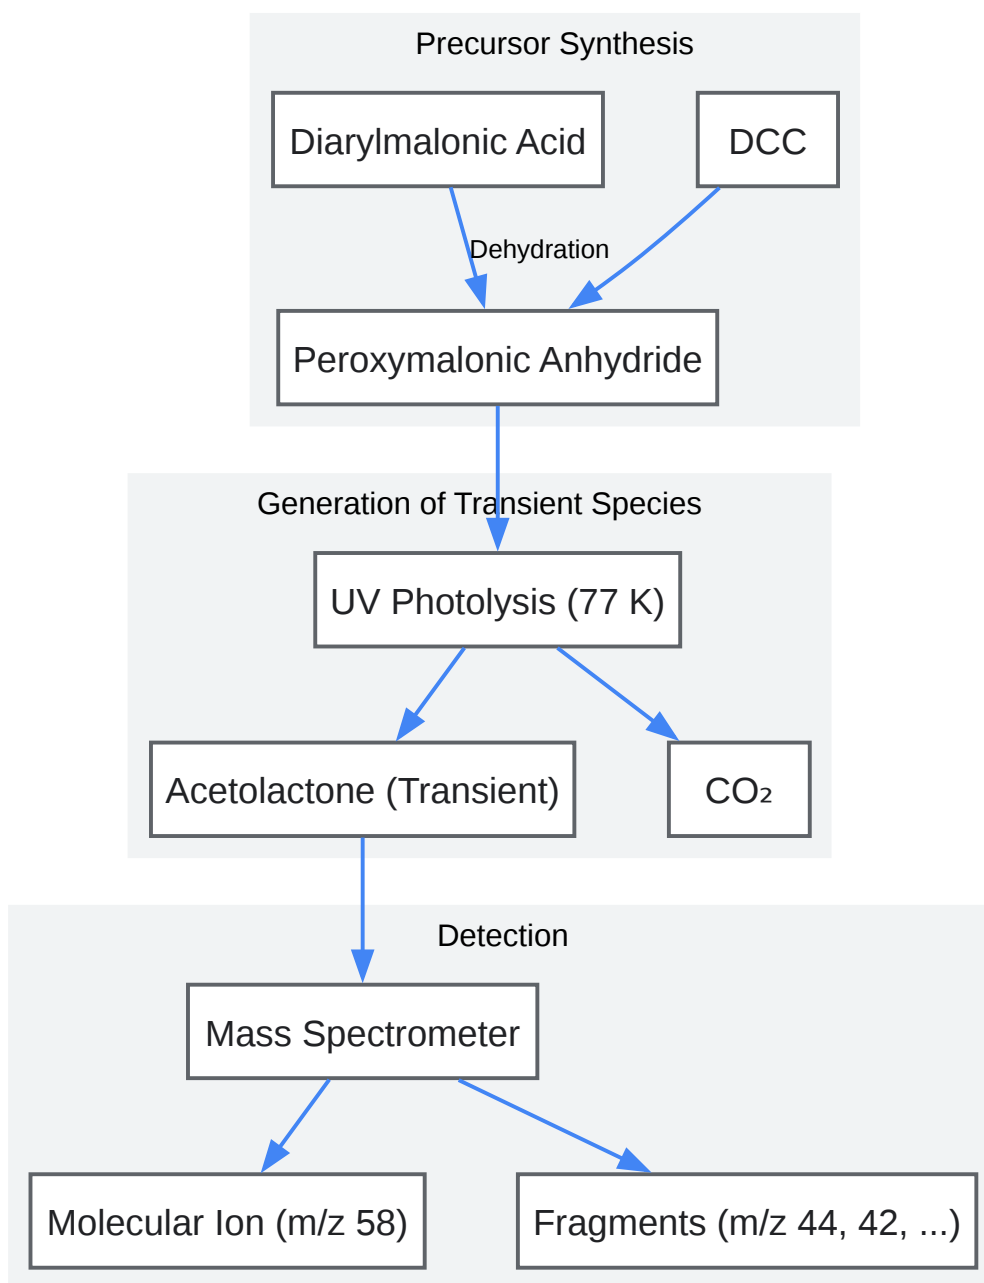 Precursor Synthesis
Diarylmalonic Acid
DCC
Dehydration
Peroxymalonic Anhydride
Generation of Transient Species
UV Photolysis (77 K)
Acetolactone (Transient)
CO₂
Detection
Mass Spectrometer
Molecular Ion (m/z 58)
Fragments (m/z 44, 42, ...)